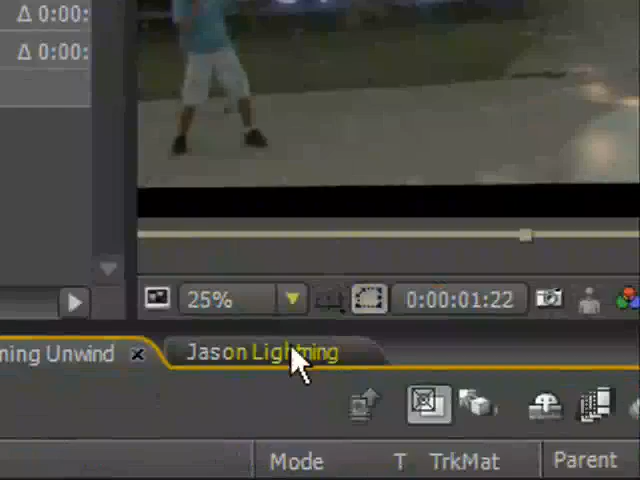 Δ 0:00:
Δ 0:00:
25% 0:00:01:22
ning Unwind Jason Lightning
Mode T TrkMat Parent